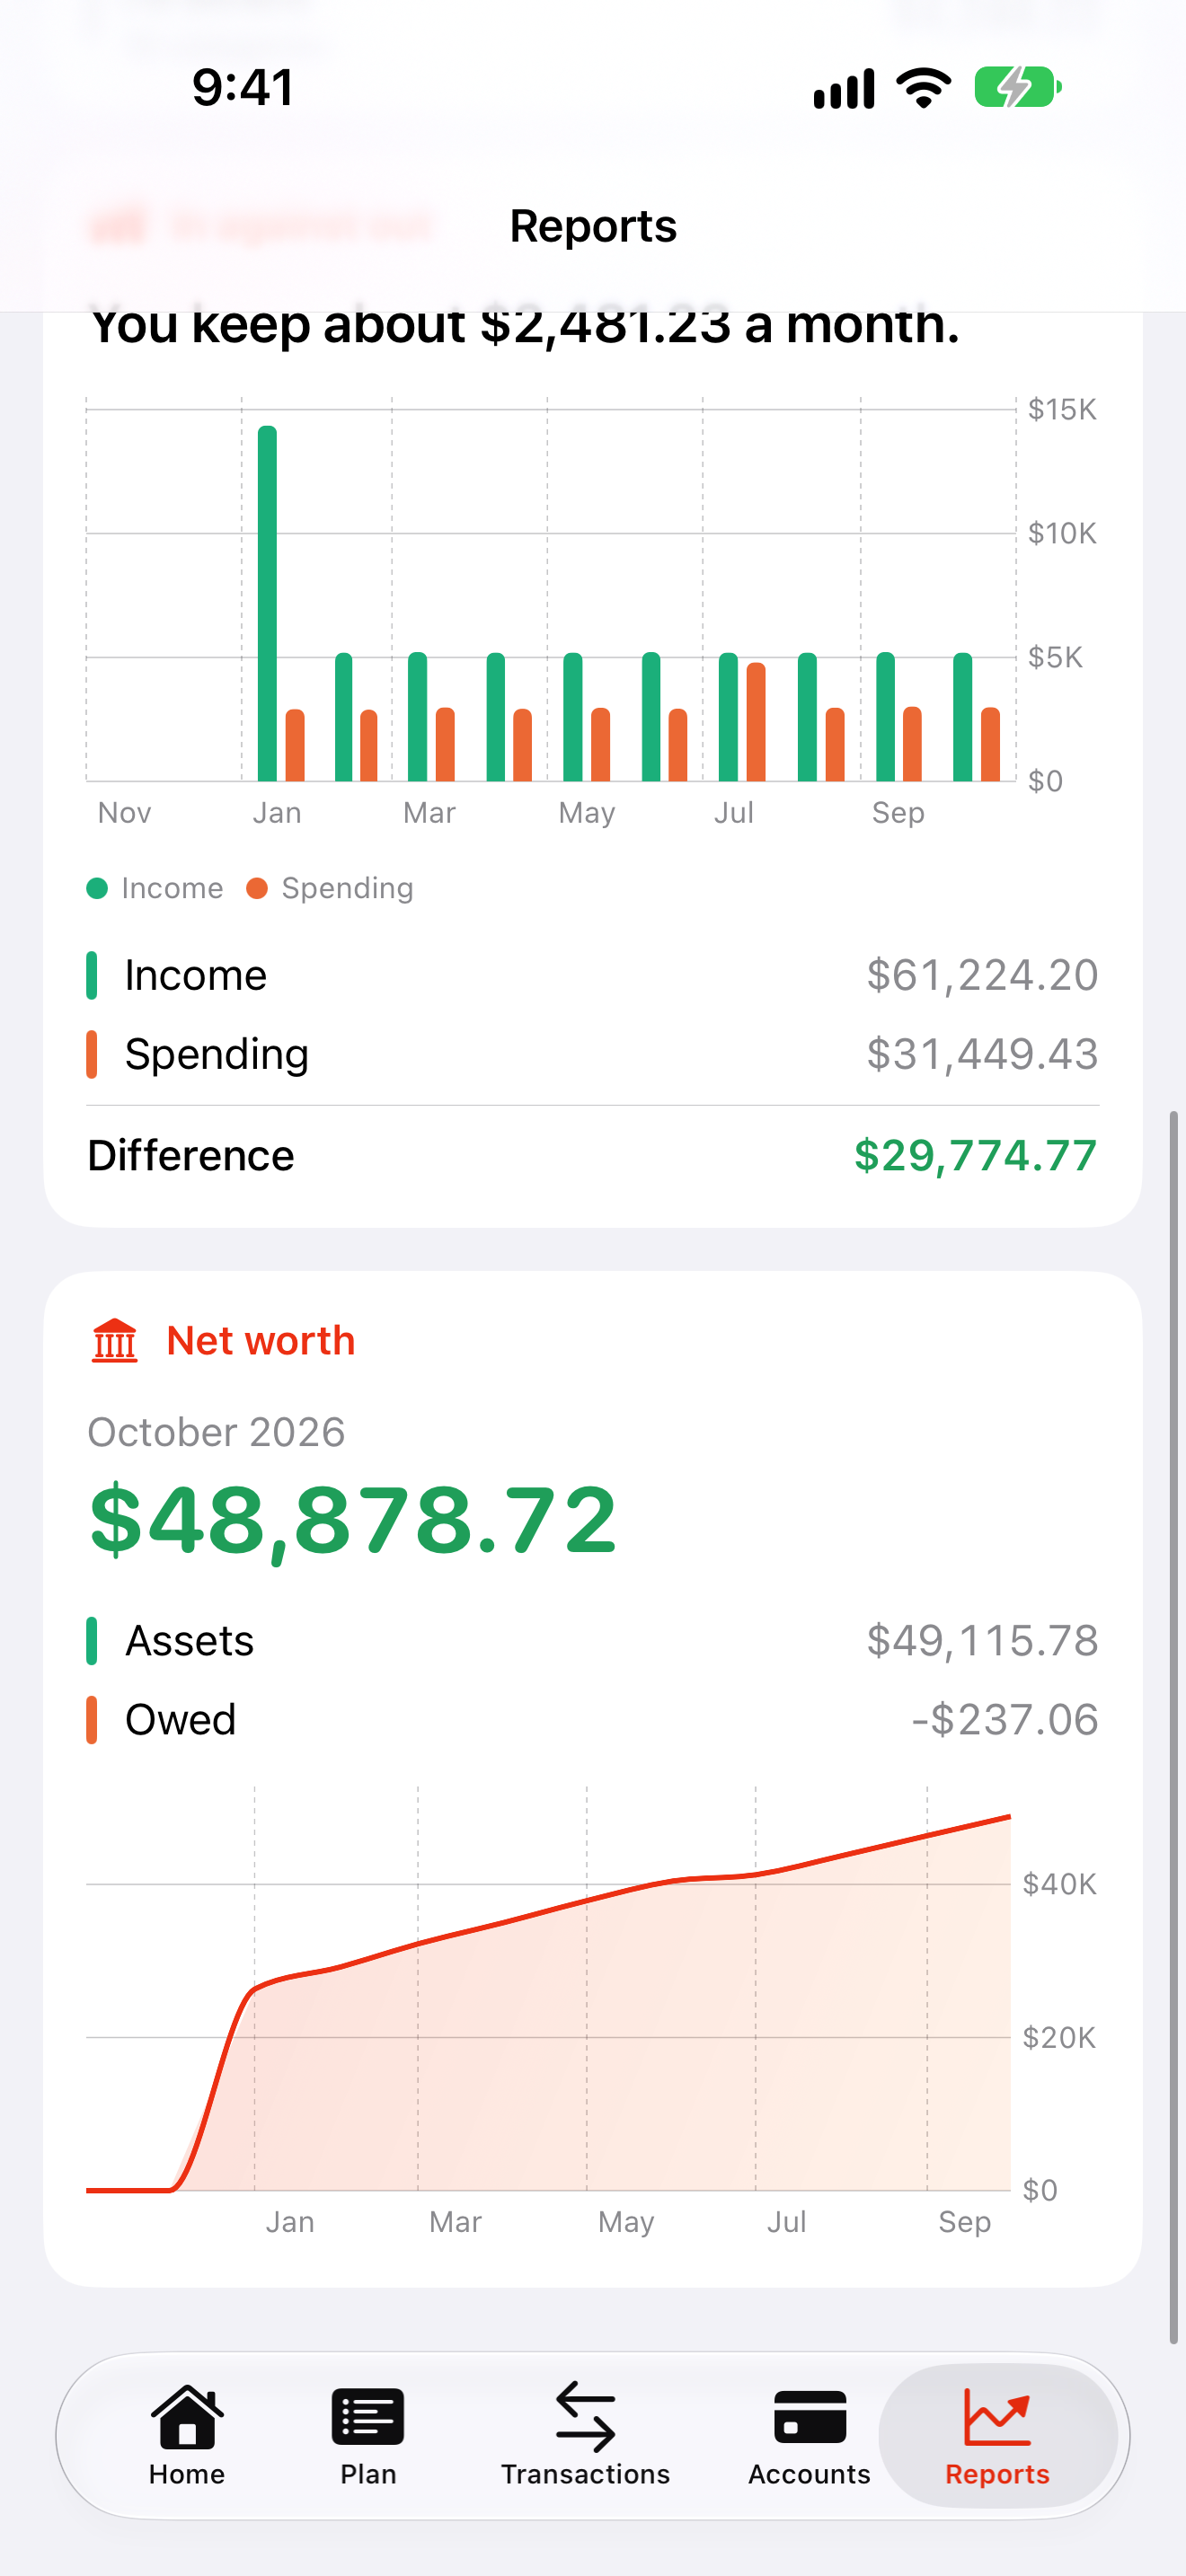 9:41
In against out
Reports
You keep about $2,481.23 a month.
$15K
$10K
$5K
$0
Nov Jan Mar May Jul Sep
Income Spending
Income $61,224.20
Spending $31,449.43
Difference $29,774.77
Net worth
October 2026
$48,878.72
Assets $49,115.78
Owed -$237.06
$40K
$20K
$0
Jan Mar May Jul Sep
Home Plan Transactions Accounts Reports